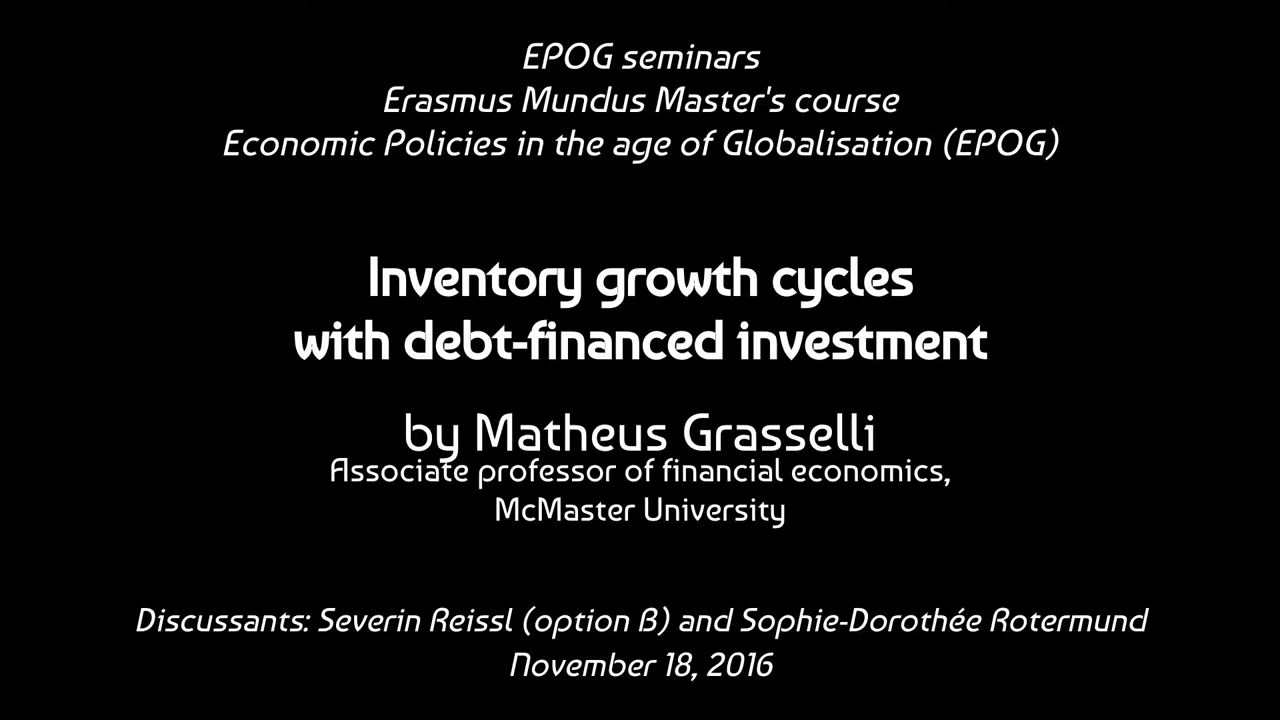 EPOG seminars
Erasmus Mundus Master's course
Economic Policies in the age of Globalisation (EPOG)
Inventory growth cycles
with debt-financed investment
by Matheus Grasselli
Associate professor of financial economics,
McMaster University
Discussants: Severin Reissl (option B) and Sophie-Dorothée Rotermund
November 18, 2016